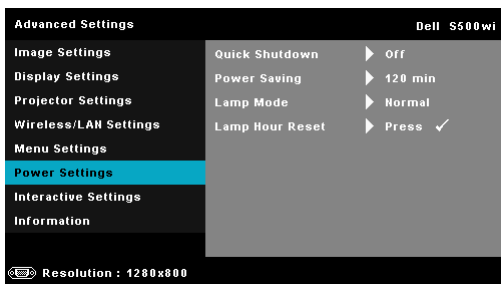 Advanced Settings Dell S500wi
Image Settings
Display Settings
Projector Settings
Wireless/LAN Settings
Menu Settings
Power Settings
Interactive Settings
Information
Quick Shutdown Off
Power Saving 120 min
Lamp Mode Normal
Lamp Hour Reset Press ✓
Resolution : 1280x800